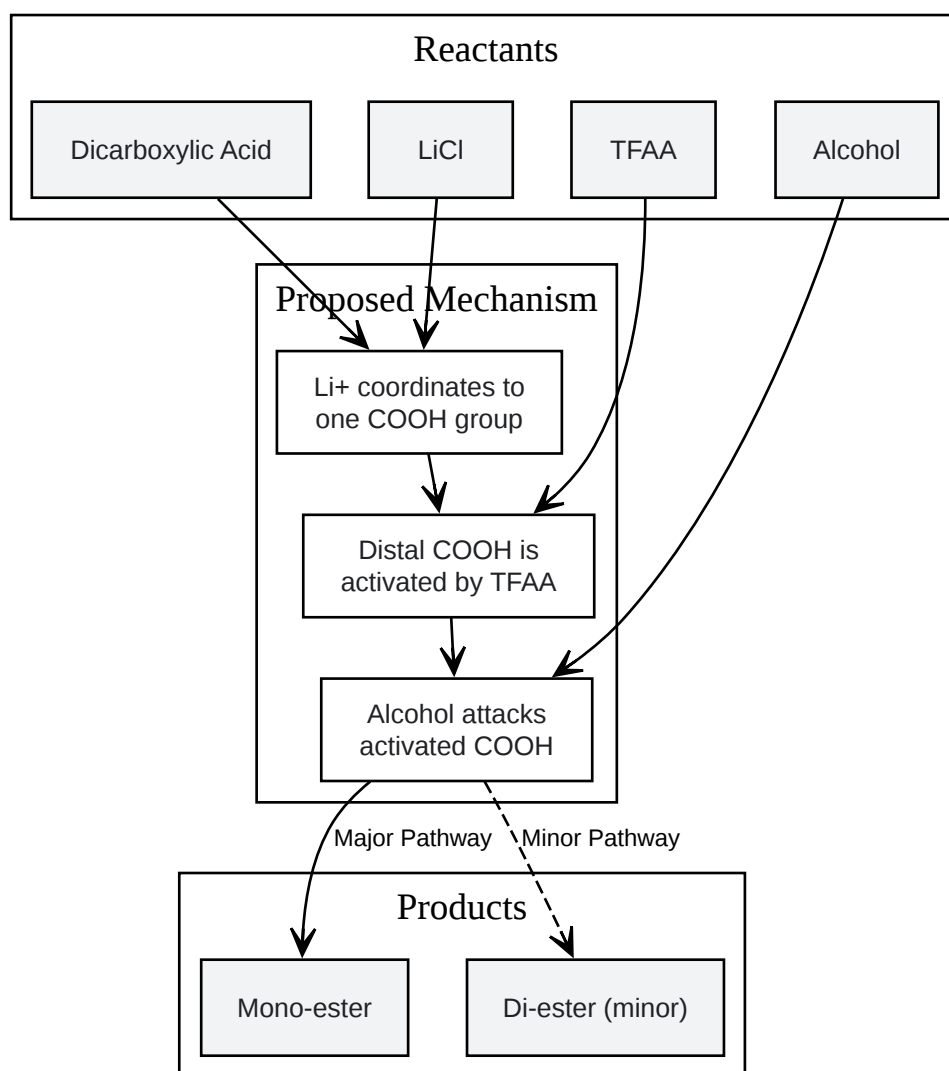 Reactants
Dicarboxylic Acid
LiCl
TFAA
Alcohol
Proposed Mechanism
Li+ coordinates to
one COOH group
Distal COOH is
activated by TFAA
Alcohol attacks
activated COOH
Major Pathway
Minor Pathway
Products
Mono-ester
Di-ester (minor)